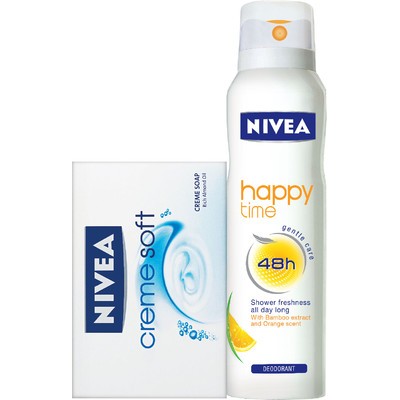 NIVEA
creme soft
CREME SOAP
Rich Almond Oil
NIVEA
happy
time
gentle care
48h
Shower freshness
all day long
With Bamboo extract
and Orange scent
DEODORANT